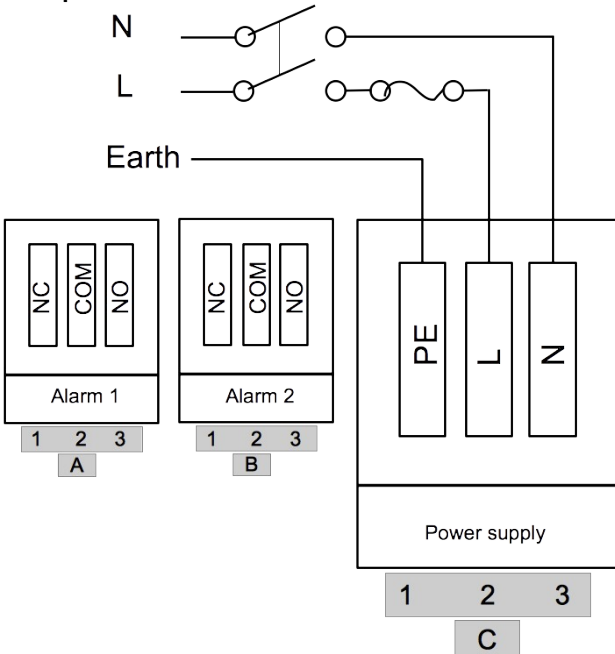 N
L
Earth
NC COM NO
NC COM NO
PE L N
Alarm 1
Alarm 2
1 2 3
1 2 3
A
B
Power supply
1 2 3
C